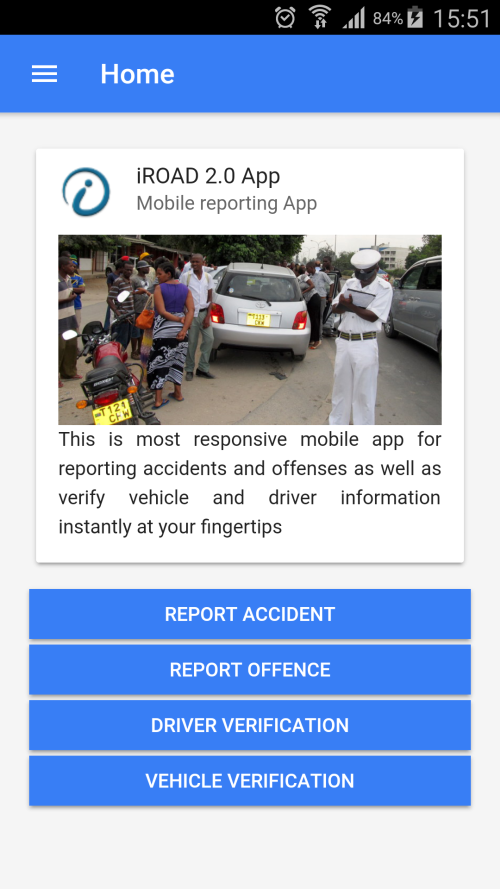 84% 15:51
Home
iROAD 2.0 App
Mobile reporting App
T124
CFW
This is most responsive mobile app for
reporting accidents and offenses as well as
verify vehicle and driver information
instantly at your fingertips
REPORT ACCIDENT
REPORT OFFENCE
DRIVER VERIFICATION
VEHICLE VERIFICATION